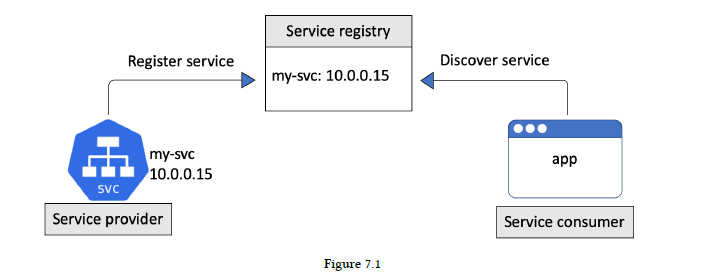 Service registry
Register service
my-svc: 10.0.0.15
Discover service
my-svc
10.0.0.15
svc
Service provider
app
Service consumer
Figure 7.1